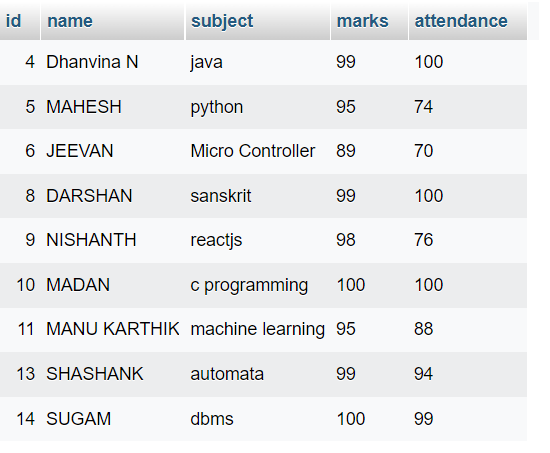 id name subject marks attendance
4 Dhanvina N java 99 100
5 MAHESH python 95 74
6 JEEVAN Micro Controller 89 70
8 DARSHAN sanskrit 99 100
9 NISHANTH reactjs 98 76
10 MADAN c programming 100 100
11 MANU KARTHIK machine learning 95 88
13 SHASHANK automata 99 94
14 SUGAM dbms 100 99